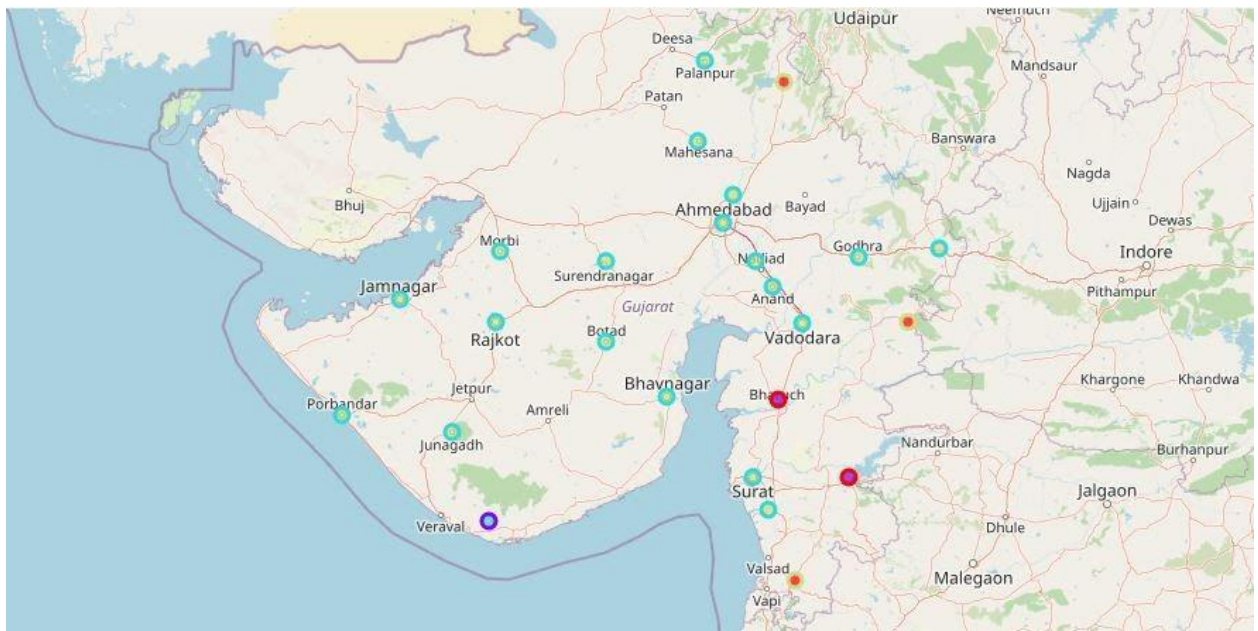 Neemuch
Udaipur
Deesa
Palanpur
Mandsaur
Patan
Banswara
Mahesana
Nagda
Bayad
Ujjain
Bhuj
Ahmedabad
Dewas
Morbi
Godhra
Indore
Nadiad
Surendranagar
Jamnagar
Pithampur
Anand
Gujarat
Botad
Rajkot
Vadodara
Bhavnagar
Jetpur
Bharuch
Khargone
Khandwa
Porbandar
Amreli
Junagadh
Nandurbar
Burhanpur
Surat
Jalgaon
Veraval
Dhule
Valsad
Malegaon
Vapi